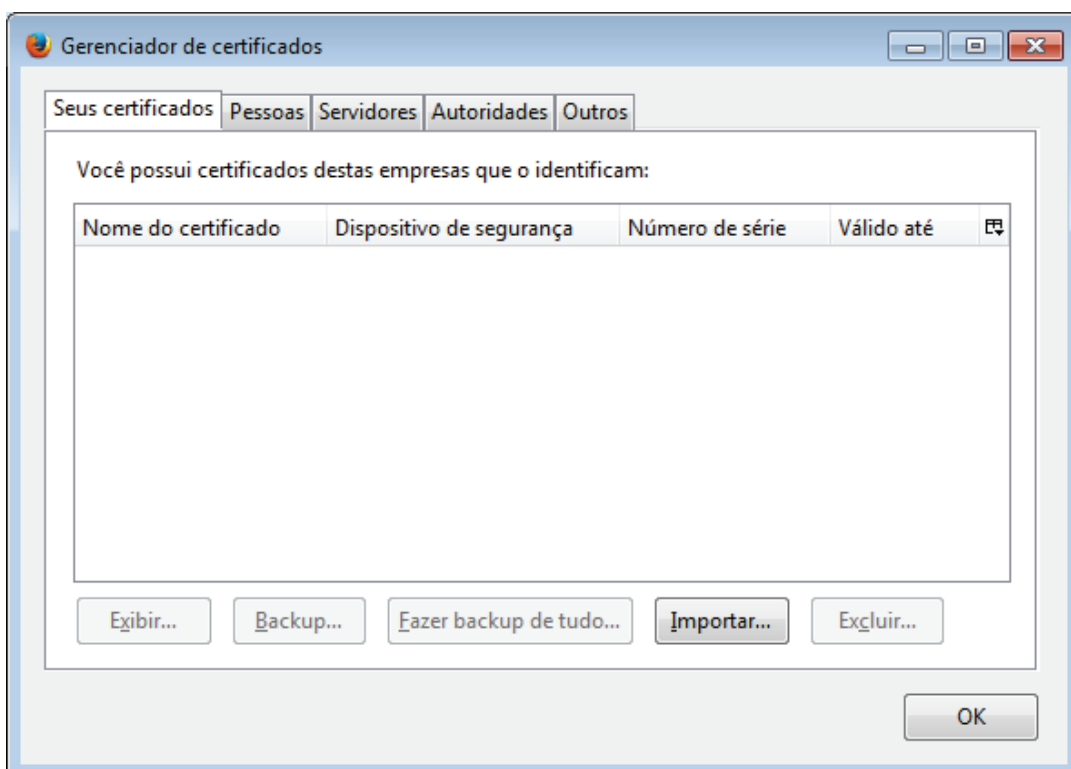 Gerenciador de certificados
Seus certificados Pessoas Servidores Autoridades Outros
Você possui certificados destas empresas que o identificam:
Nome do certificado Dispositivo de segurança Número de série Válido até
Exibir... Backup... Fazer backup de tudo... Importar... Excluir...
OK